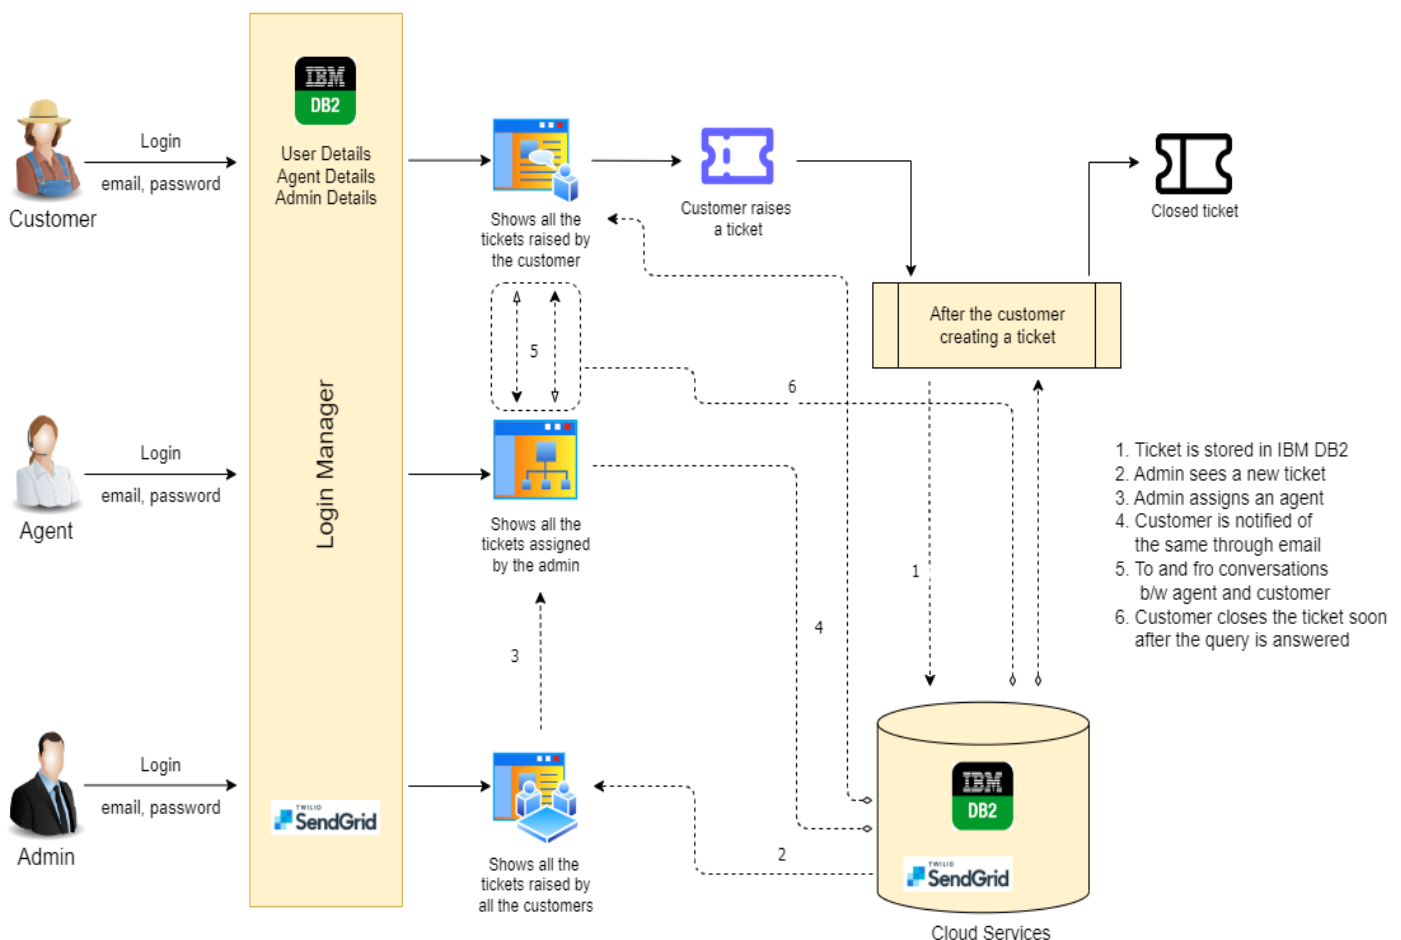 IBM
DB2
User Details
Agent Details
Admin Details
Login
email, password
Customer
Shows all the
tickets raised by
the customer
Customer raises
a ticket
Closed ticket
After the customer
creating a ticket
5
6
Login Manager
Login
email, password
Agent
Shows all the
tickets assigned
by the admin
1. Ticket is stored in IBM DB2
2. Admin sees a new ticket
3. Admin assigns an agent
4. Customer is notified of
the same through email
5. To and fro conversations
b/w agent and customer
6. Customer closes the ticket soon
after the query is answered
1
4
3
Login
email, password
Admin
TWILIO
SendGrid
Shows all the
tickets raised by
all the customers
2
IBM
DB2
TWILIO
SendGrid
Cloud Services